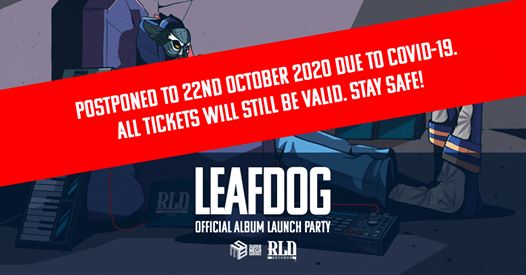 POSTPONED TO 22ND OCTOBER 2020 DUE TO COVID-19.
ALL TICKETS WILL STILL BE VALID. STAY SAFE!
RLD
LEAFDOG
OFFICIAL ALBUM LAUNCH PARTY
RLD
RECORDS